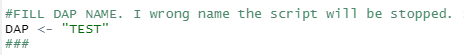 #FILL DAP NAME. I wrong name the script will be stopped.
DAP <- "TEST"
###